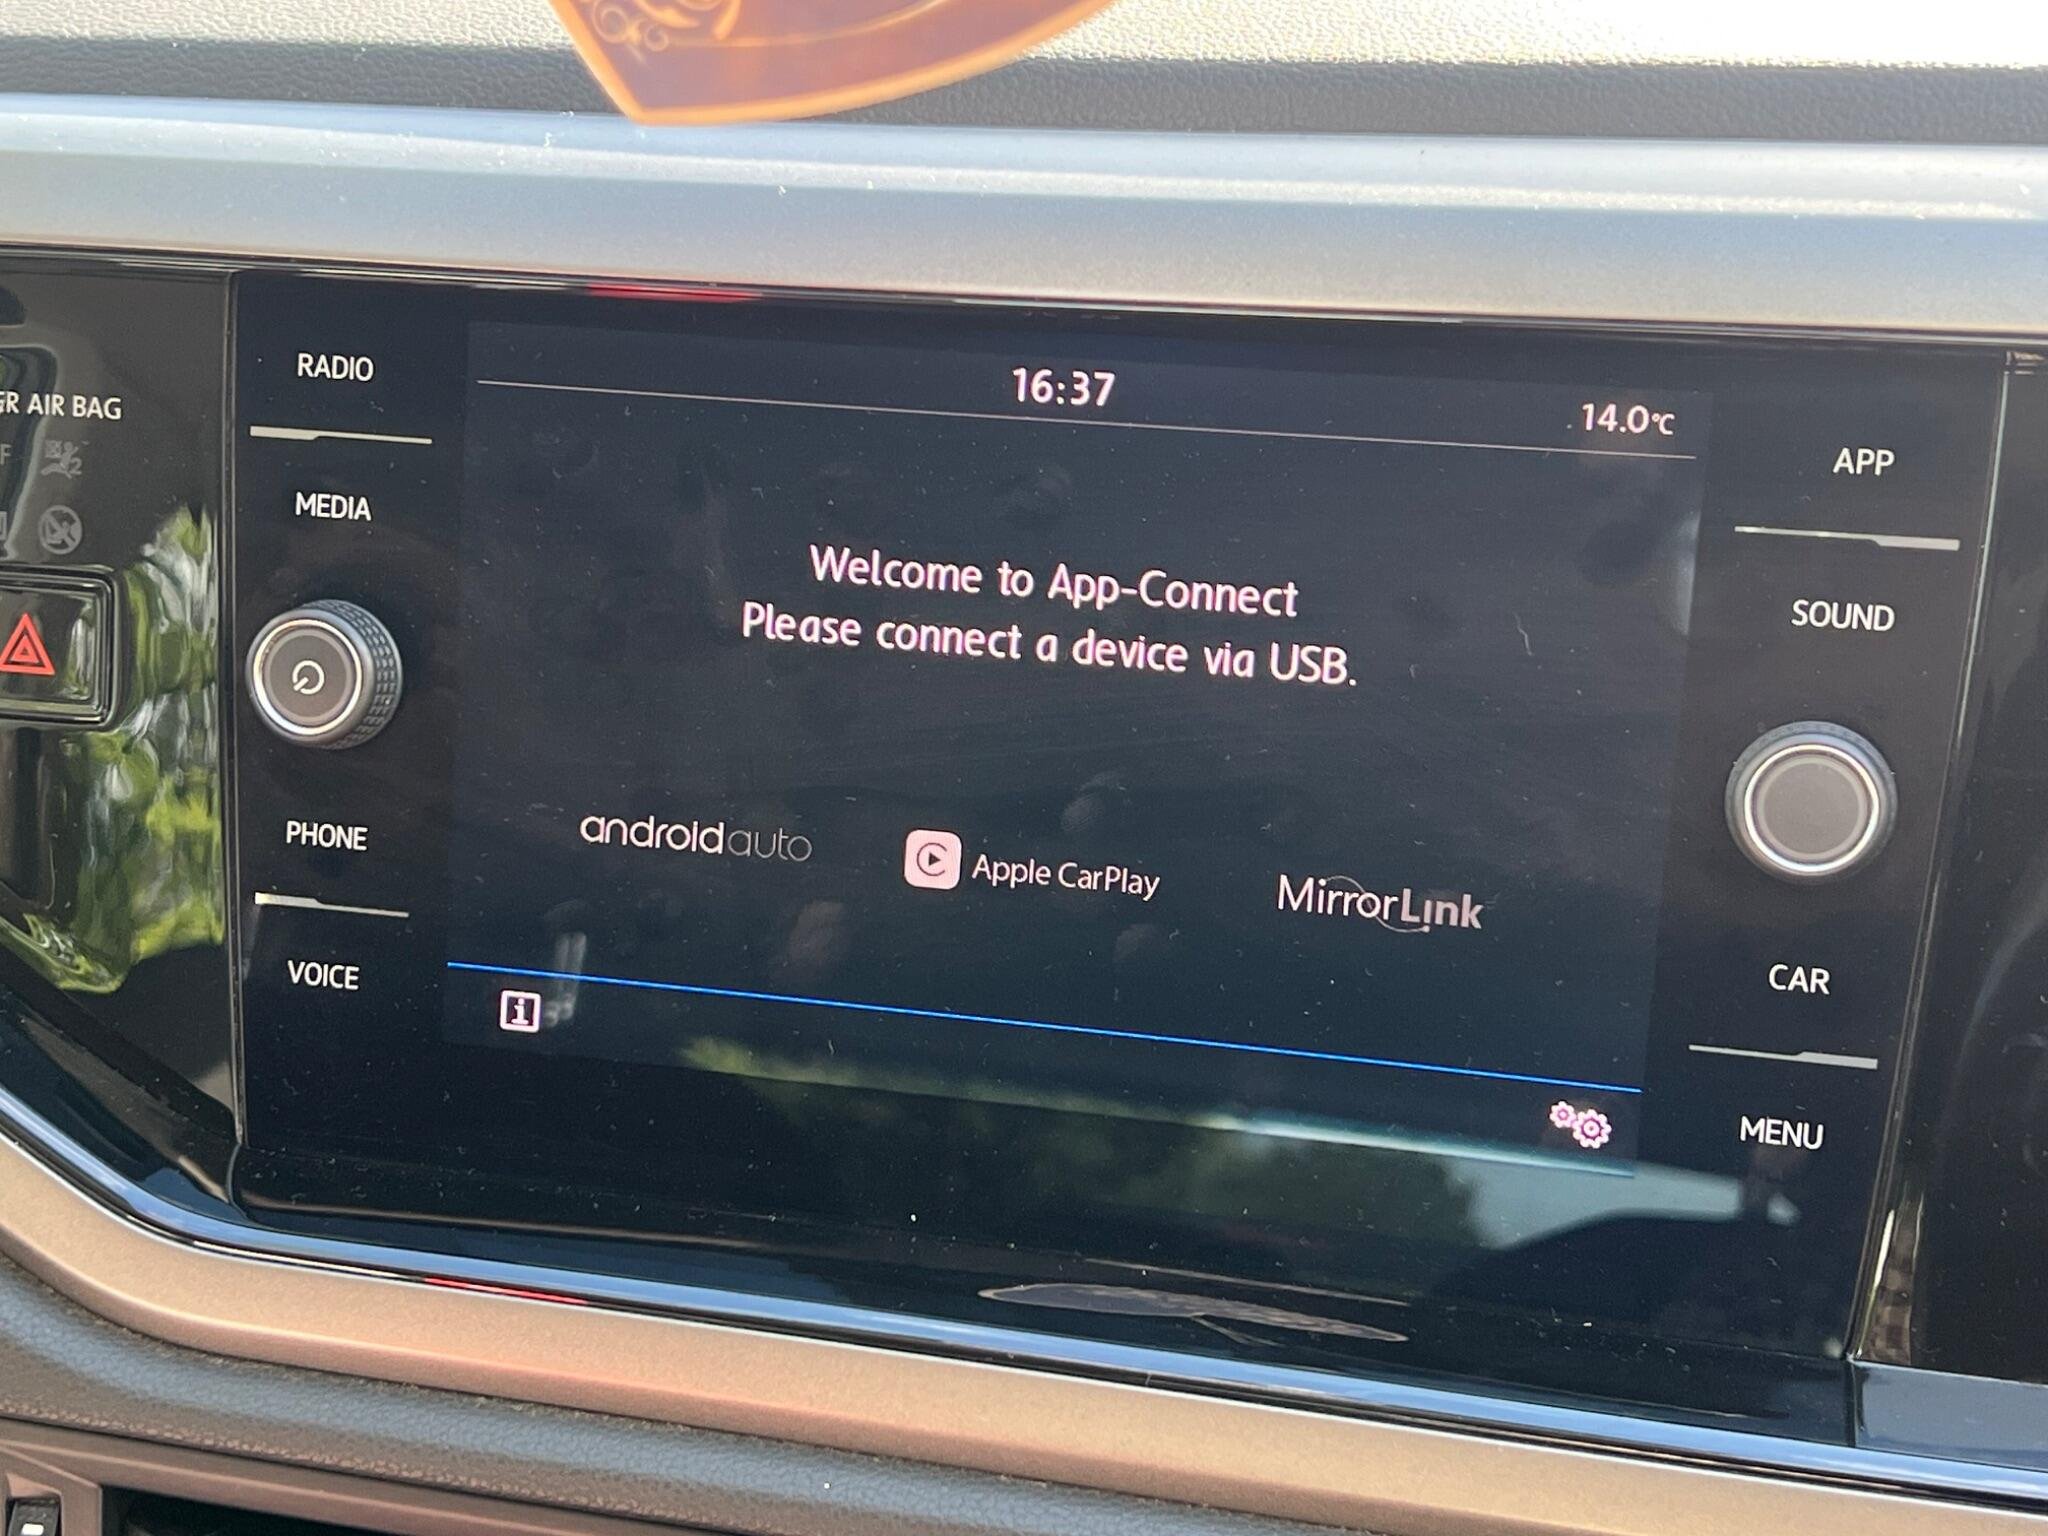 16:37
14.0°C
RADIO
MEDIA
PHONE
VOICE
AIR BAG
Welcome to App-Connect
Please connect a device via USB.
androidauto
Apple CarPlay
MirrorLink
i
APP
SOUND
CAR
MENU